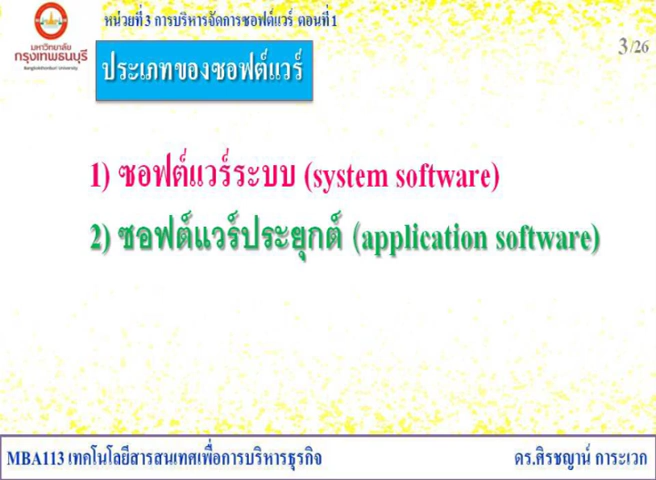 หน่วยที่ 3 การบริหารจัดการซอฟต์แวร์ ตอนที่ 1
3/26
มหาวิทยาลัย
กรุงเทพธนบุรี
Bangkokthonburi University
ประเภทของซอฟต์แวร์
1) ซอฟต์แวร์ระบบ (system software)
2) ซอฟต์แวร์ประยุกต์ (application software)
MBA113 เทคโนโลยีสารสนเทศเพื่อการบริหารธุรกิจ
ดร.ศิรชญาน์ การะเวก